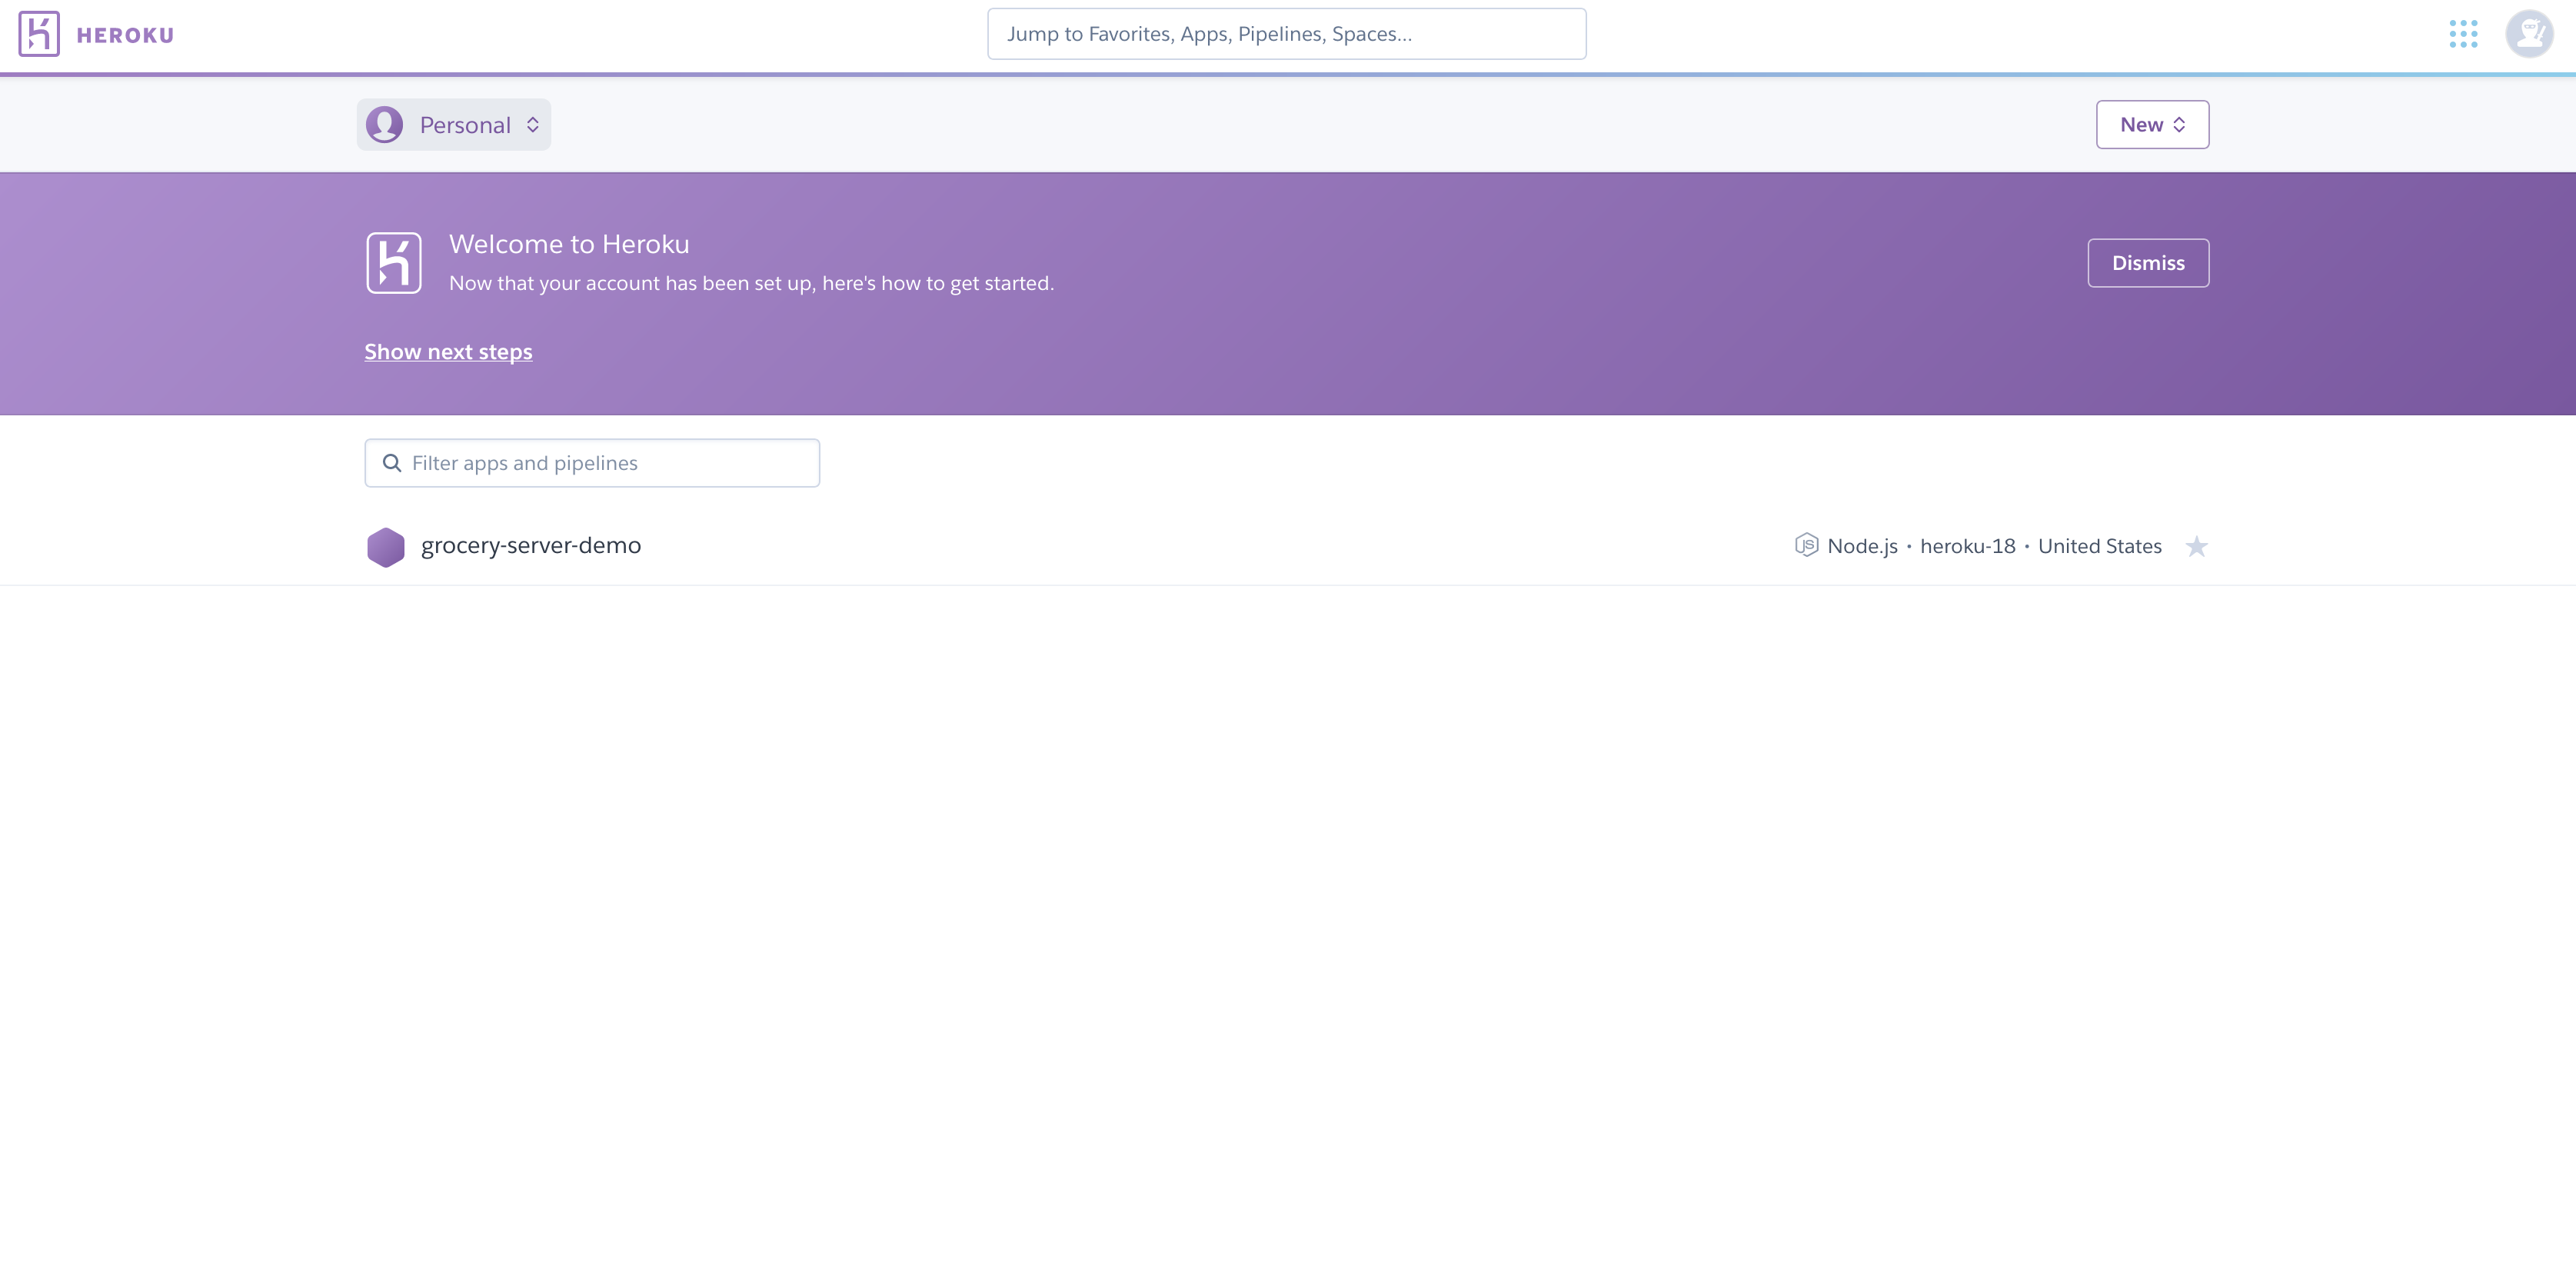 HEROKU
Jump to Favorites, Apps, Pipelines, Spaces...
Personal
New
Welcome to Heroku
Now that your account has been set up, here's how to get started.
Dismiss
Show next steps
Filter apps and pipelines
grocery-server-demo
JS Node.js • heroku-18 • United States